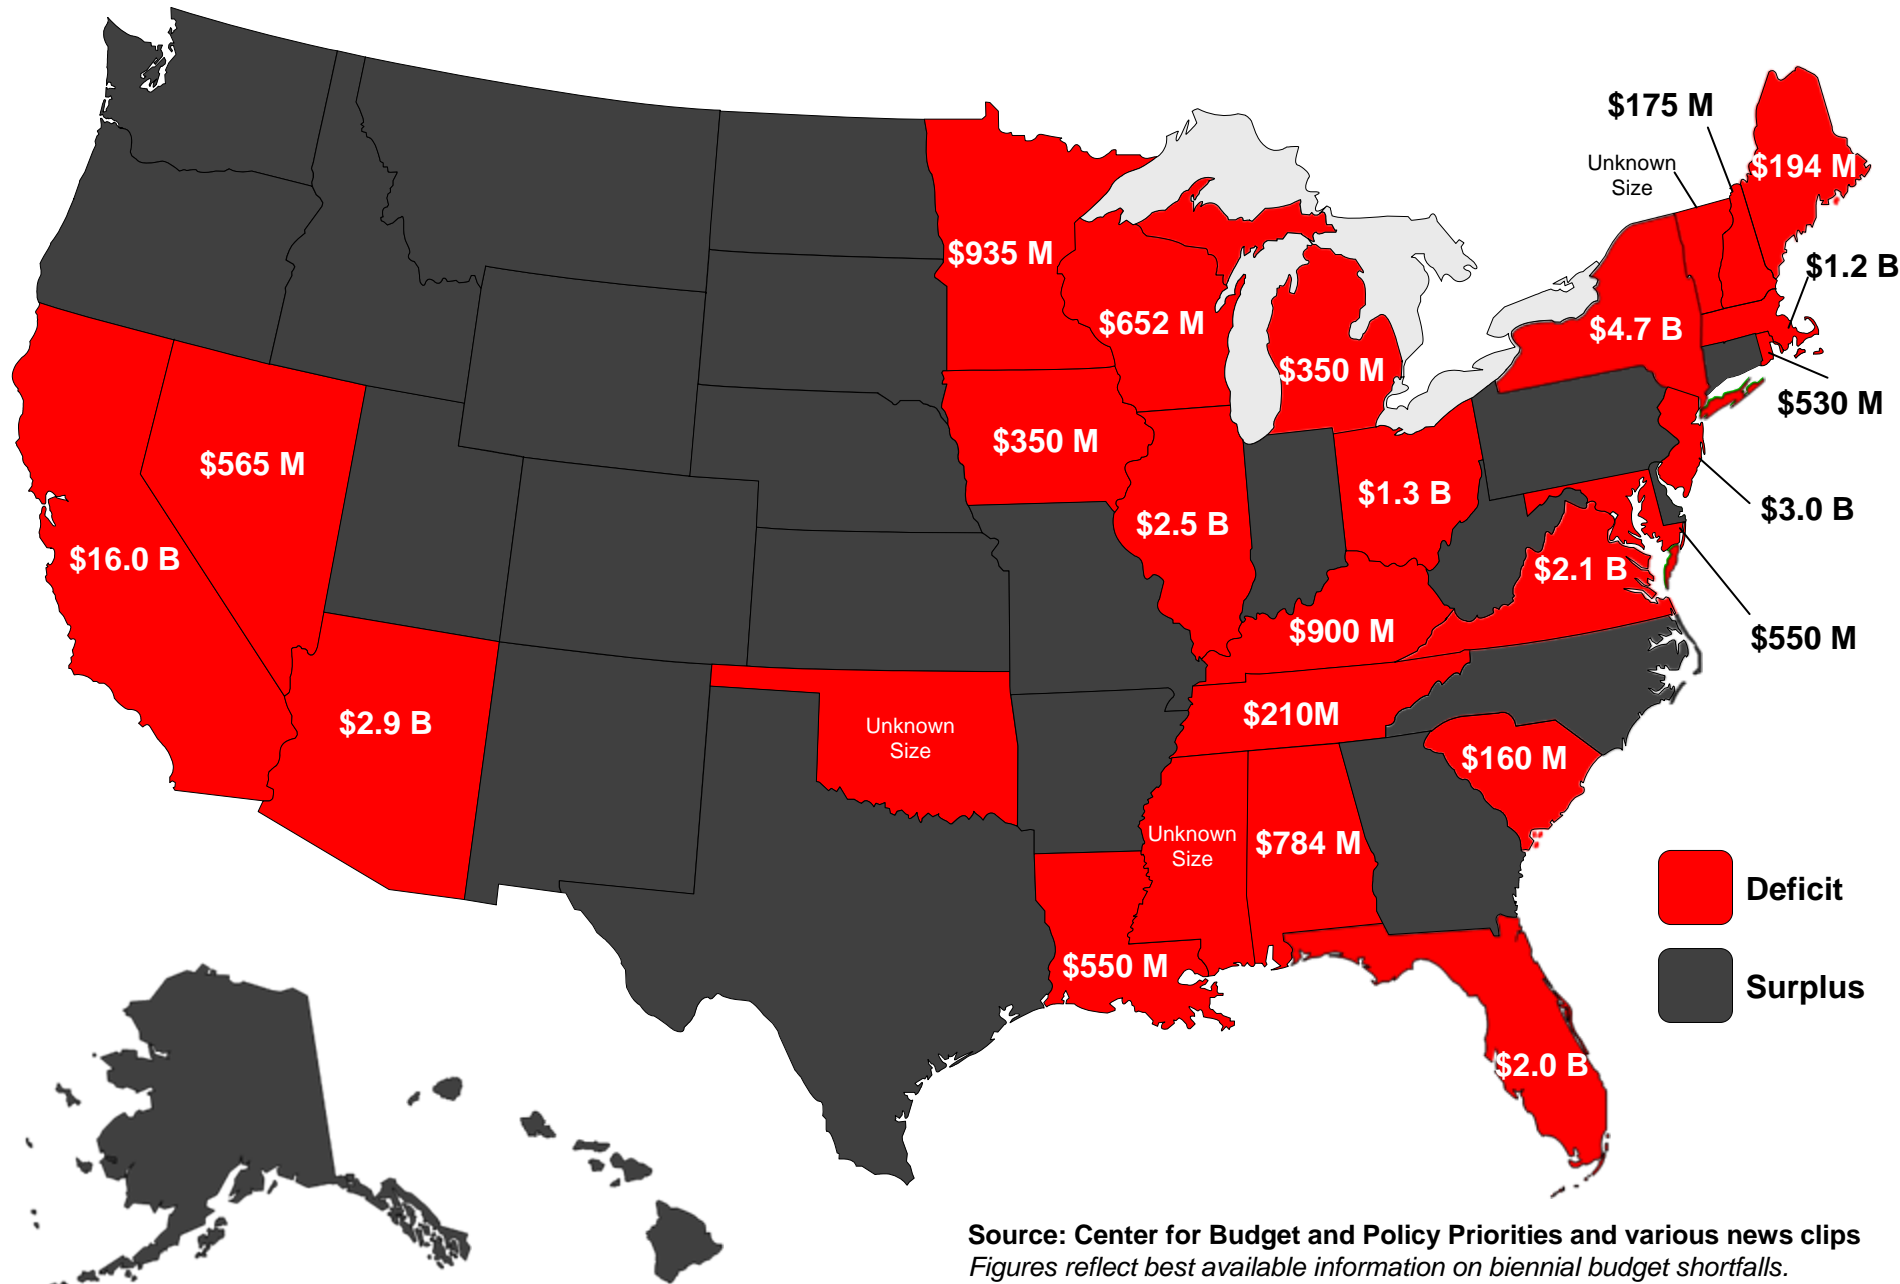 $175 M
Unknown
Size
$194 M
$935 M
$1.2 B
$652 M
$4.7 B
$350 M
$530 M
$350 M
$565 M
$1.3 B
$3.0 B
$2.5 B
$16.0 B
$2.1 B
$900 M
$550 M
$210M
$2.9 B
Unknown
Size
$160 M
Unknown
Size
$784 M
Deficit
$550 M
Surplus
$2.0 B
Source: Center for Budget and Policy Priorities and various news clips
Figures reflect best available information on biennial budget shortfalls.